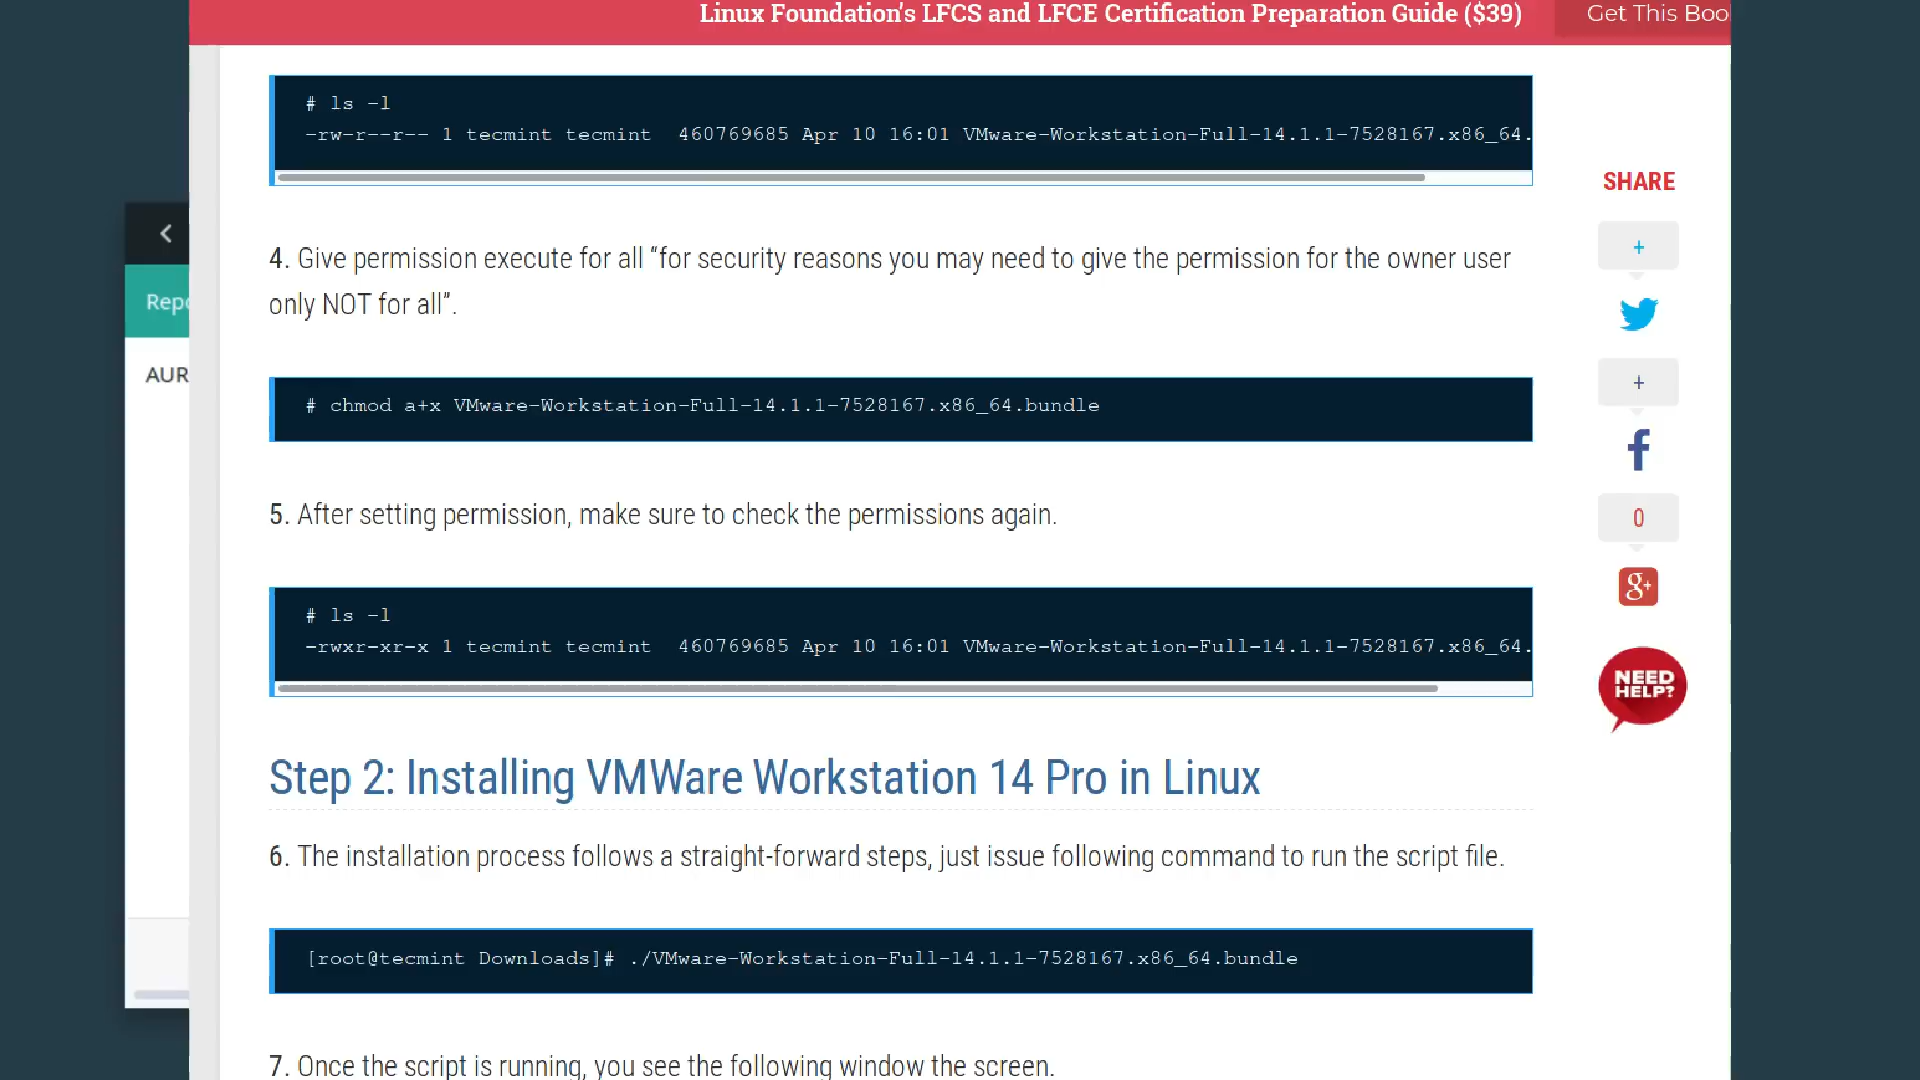 Linux Foundation's LFCS and LFCE Certification Preparation Guide ($39)
Get This Boo
# ls -l
-rw-r--r-- 1 tecmint tecmint 460769685 Apr 10 16:01 VMware-Workstation-Full-14.1.1-7528167.x86_64.
SHARE
+
4. Give permission execute for all “for security reasons you may need to give the permission for the owner user
only NOT for all”.
Repo
AUR
+
# chmod a+x VMware-Workstation-Full-14.1.1-7528167.x86_64.bundle
f
5. After setting permission, make sure to check the permissions again.
0
g+
# ls -l
-rwxr-xr-x 1 tecmint tecmint 460769685 Apr 10 16:01 VMware-Workstation-Full-14.1.1-7528167.x86_64.
NEED
HELP?
Step 2: Installing VMWare Workstation 14 Pro in Linux
6. The installation process follows a straight-forward steps, just issue following command to run the script file.
[root@tecmint Downloads]# ./VMware-Workstation-Full-14.1.1-7528167.x86_64.bundle
7. Once the script is running, you see the following window the screen.